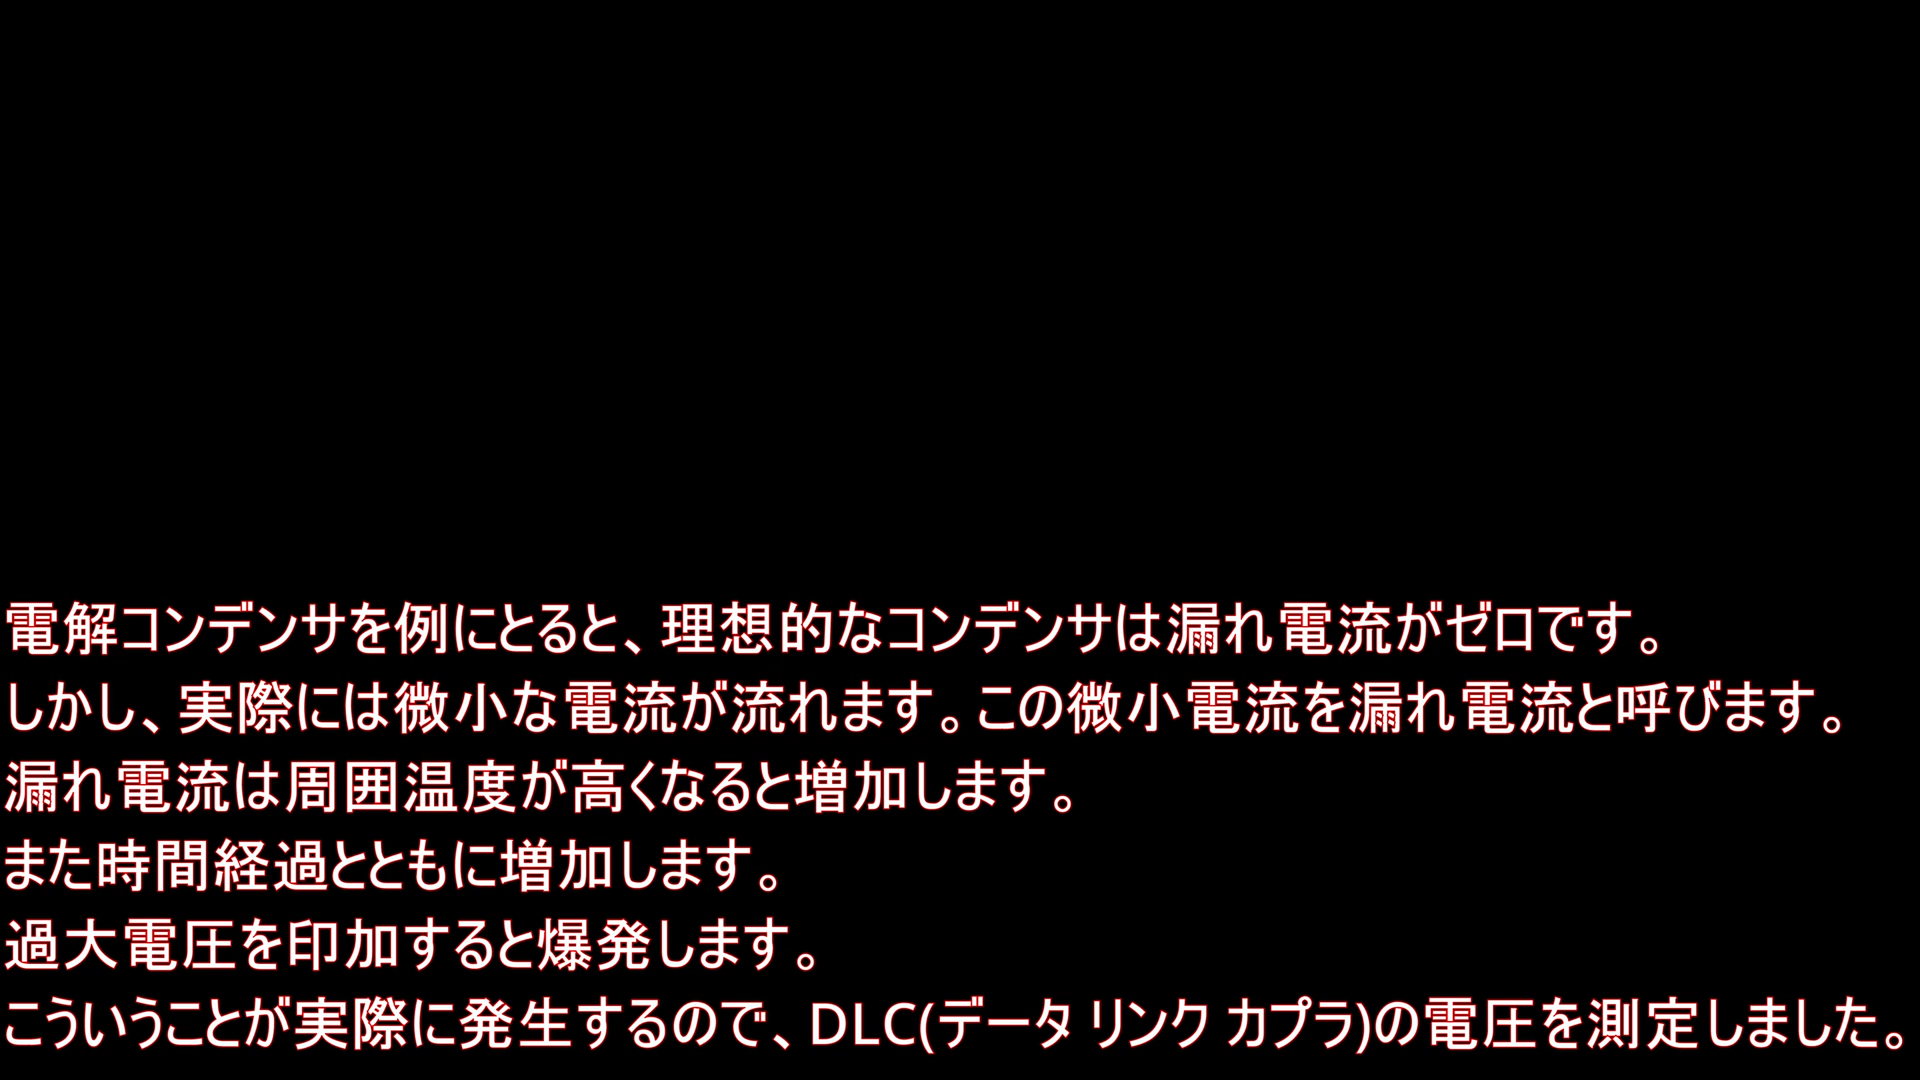 電解コンデンサを例にとると、理想的なコンデンサは漏れ電流がゼロです。
しかし、実際には微小な電流が流れます。この微小電流を漏れ電流と呼びます。
漏れ電流は周囲温度が高くなると増加します。
また時間経過とともに増加します。
過大電圧を印加すると爆発します。
こういうことが実際に発生するので、DLC(データ リンク カプラ)の電圧を測定しました。